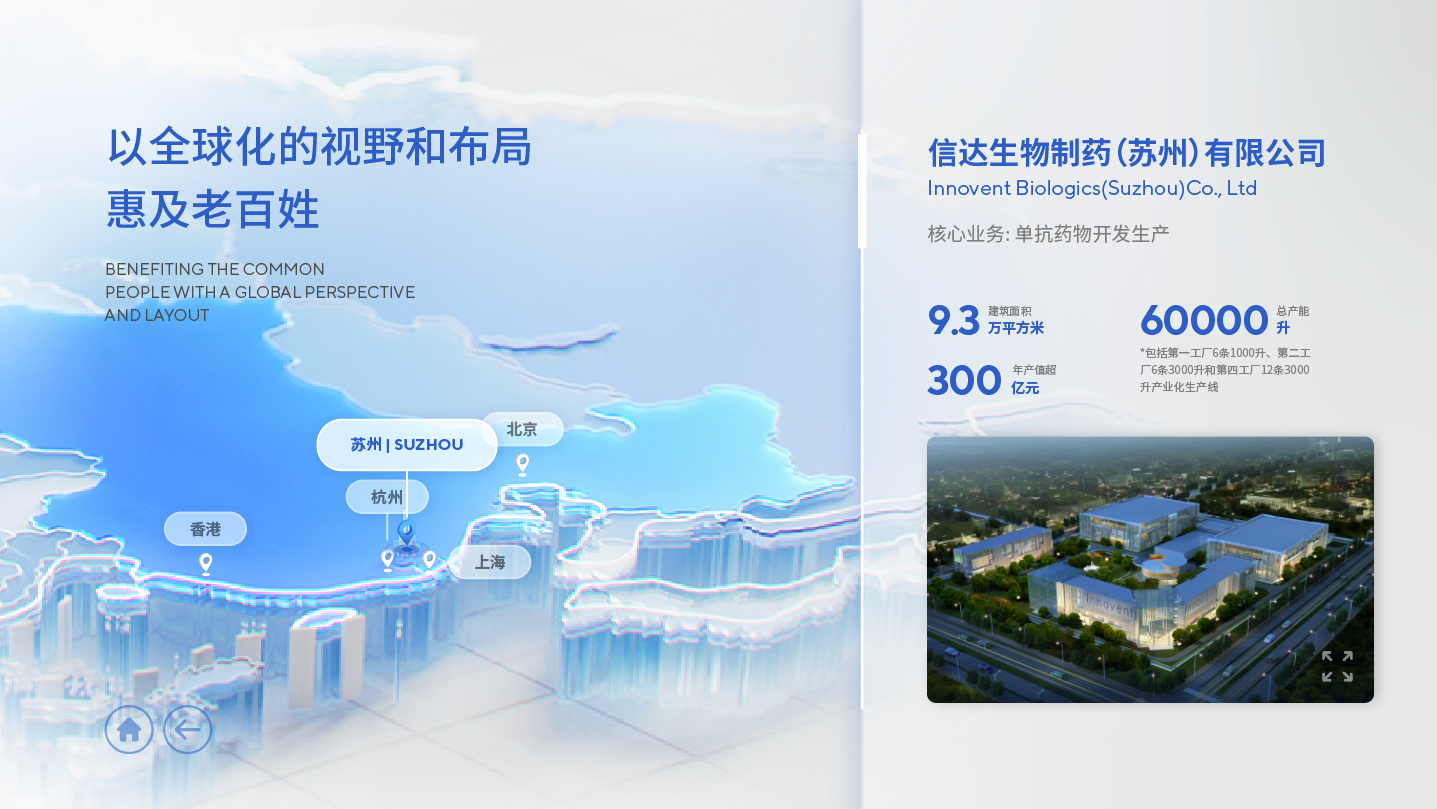 以全球化的视野和布局
惠及老百姓
BENEFITING THE COMMON
PEOPLE WITH A GLOBAL PERSPECTIVE
AND LAYOUT
北京
苏州 | SUZHOU
杭州
香港
上海
信达生物制药(苏州)有限公司
Innovent Biologics(Suzhou)Co., Ltd
核心业务: 单抗药物开发生产
9.3 建筑面积
万平方米
300 年产值超
亿元
60000 总产能
升
*包括第一工厂6条1000升、第二工
厂6条3000升和第四工厂12条3000
升产业化生产线
Innovent